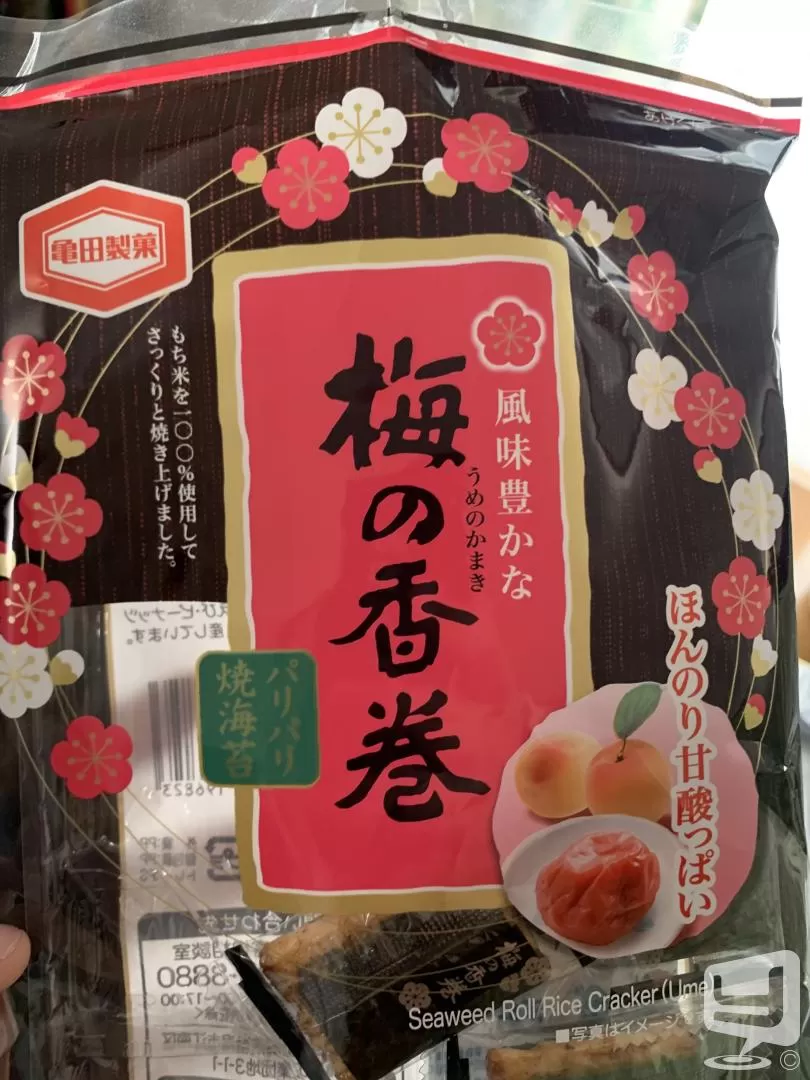 亀田製菓
風味豊かな
梅の香巻
うめのかまき
もち米を一〇〇%使用して
さっくりと焼き上げました。
パリパリ
焼海苔
ほんのり甘酸っぱい
梅の香巻
Seaweed Roll Rice Cracker (Ume
■写真はイメージです